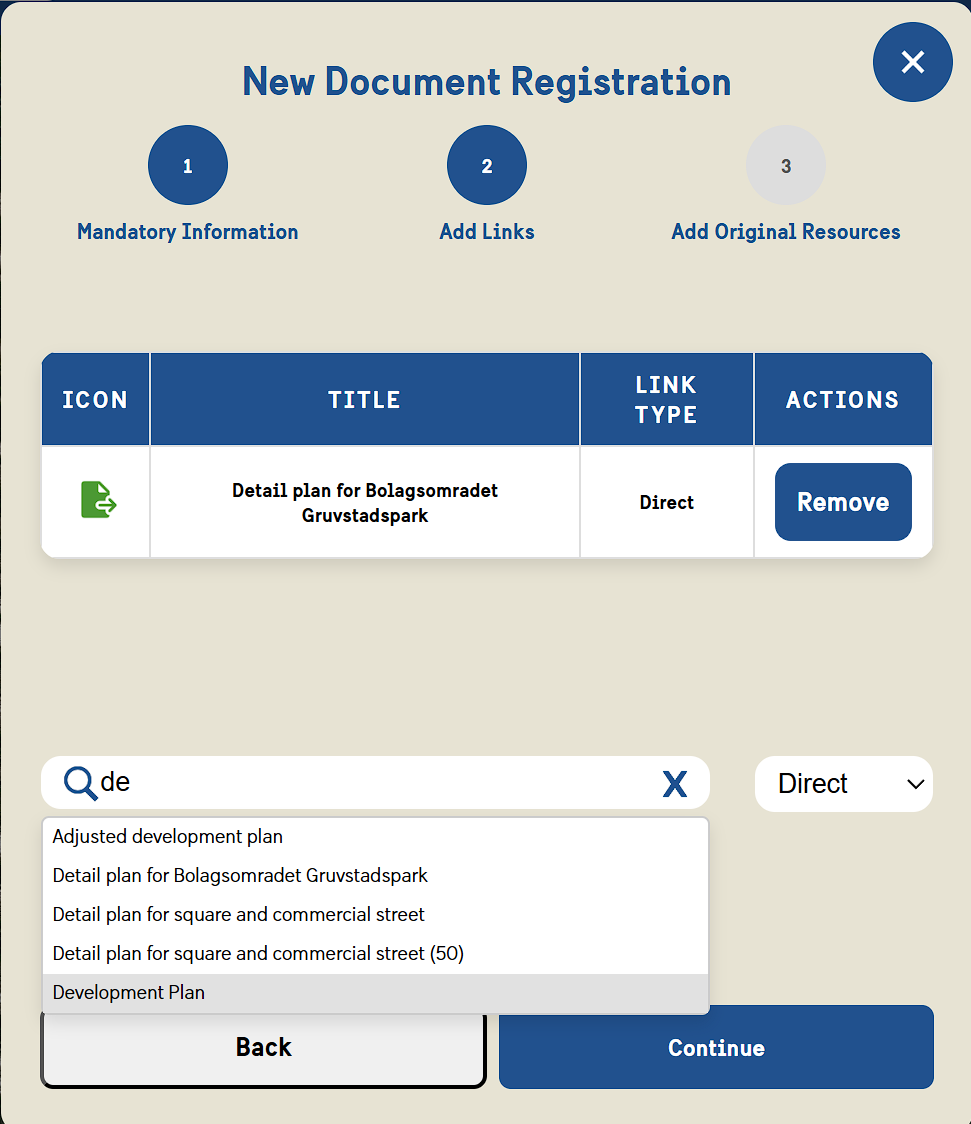 New Document Registration
1
2
3
Mandatory Information
Add Links
Add Original Resources
ICON
TITLE
LINK
TYPE
ACTIONS
Detail plan for Bolagsomradet
Gruvstadspark
Direct
Remove
de
X
Direct
Adjusted development plan
Detail plan for Bolagsomradet Gruvstadspark
Detail plan for square and commercial street
Detail plan for square and commercial street (50)
Development Plan
Back
Continue